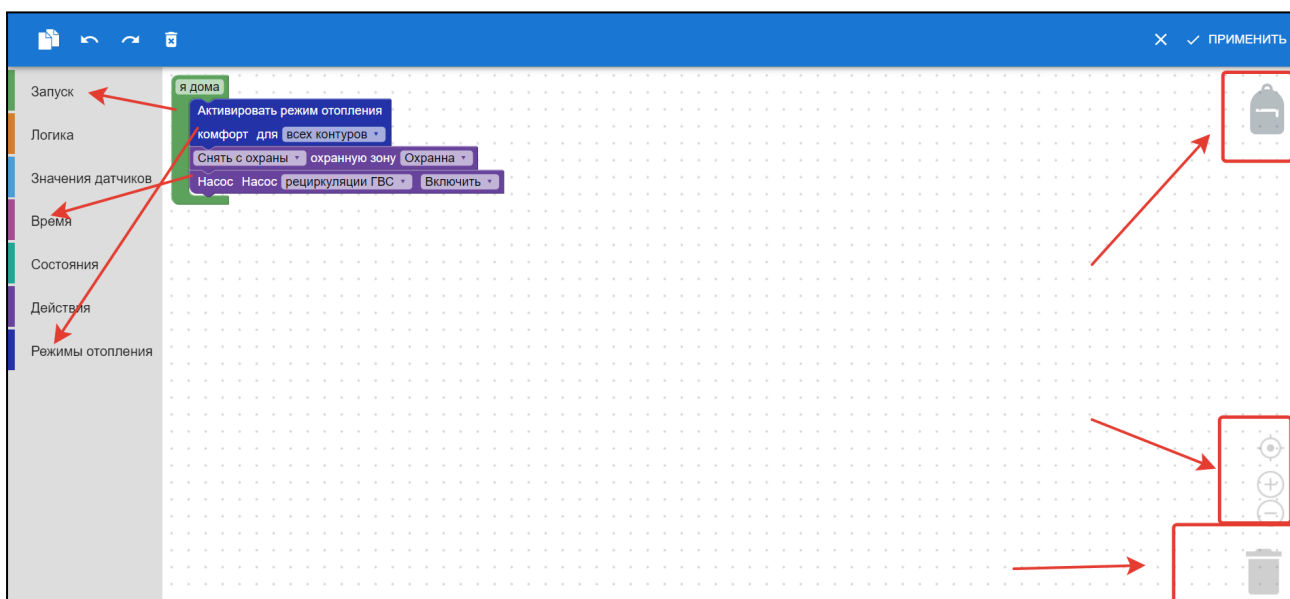 ПРИМЕНИТЬ
Запуск
Логика
Значения датчиков
Время
Состояния
Действия
Режимы отопления
я дома
Активировать режим отопления
комфорт для всех контуров
Снять с охраны охранную зону Охранна
Насос Насос рециркуляции ГВС Включить